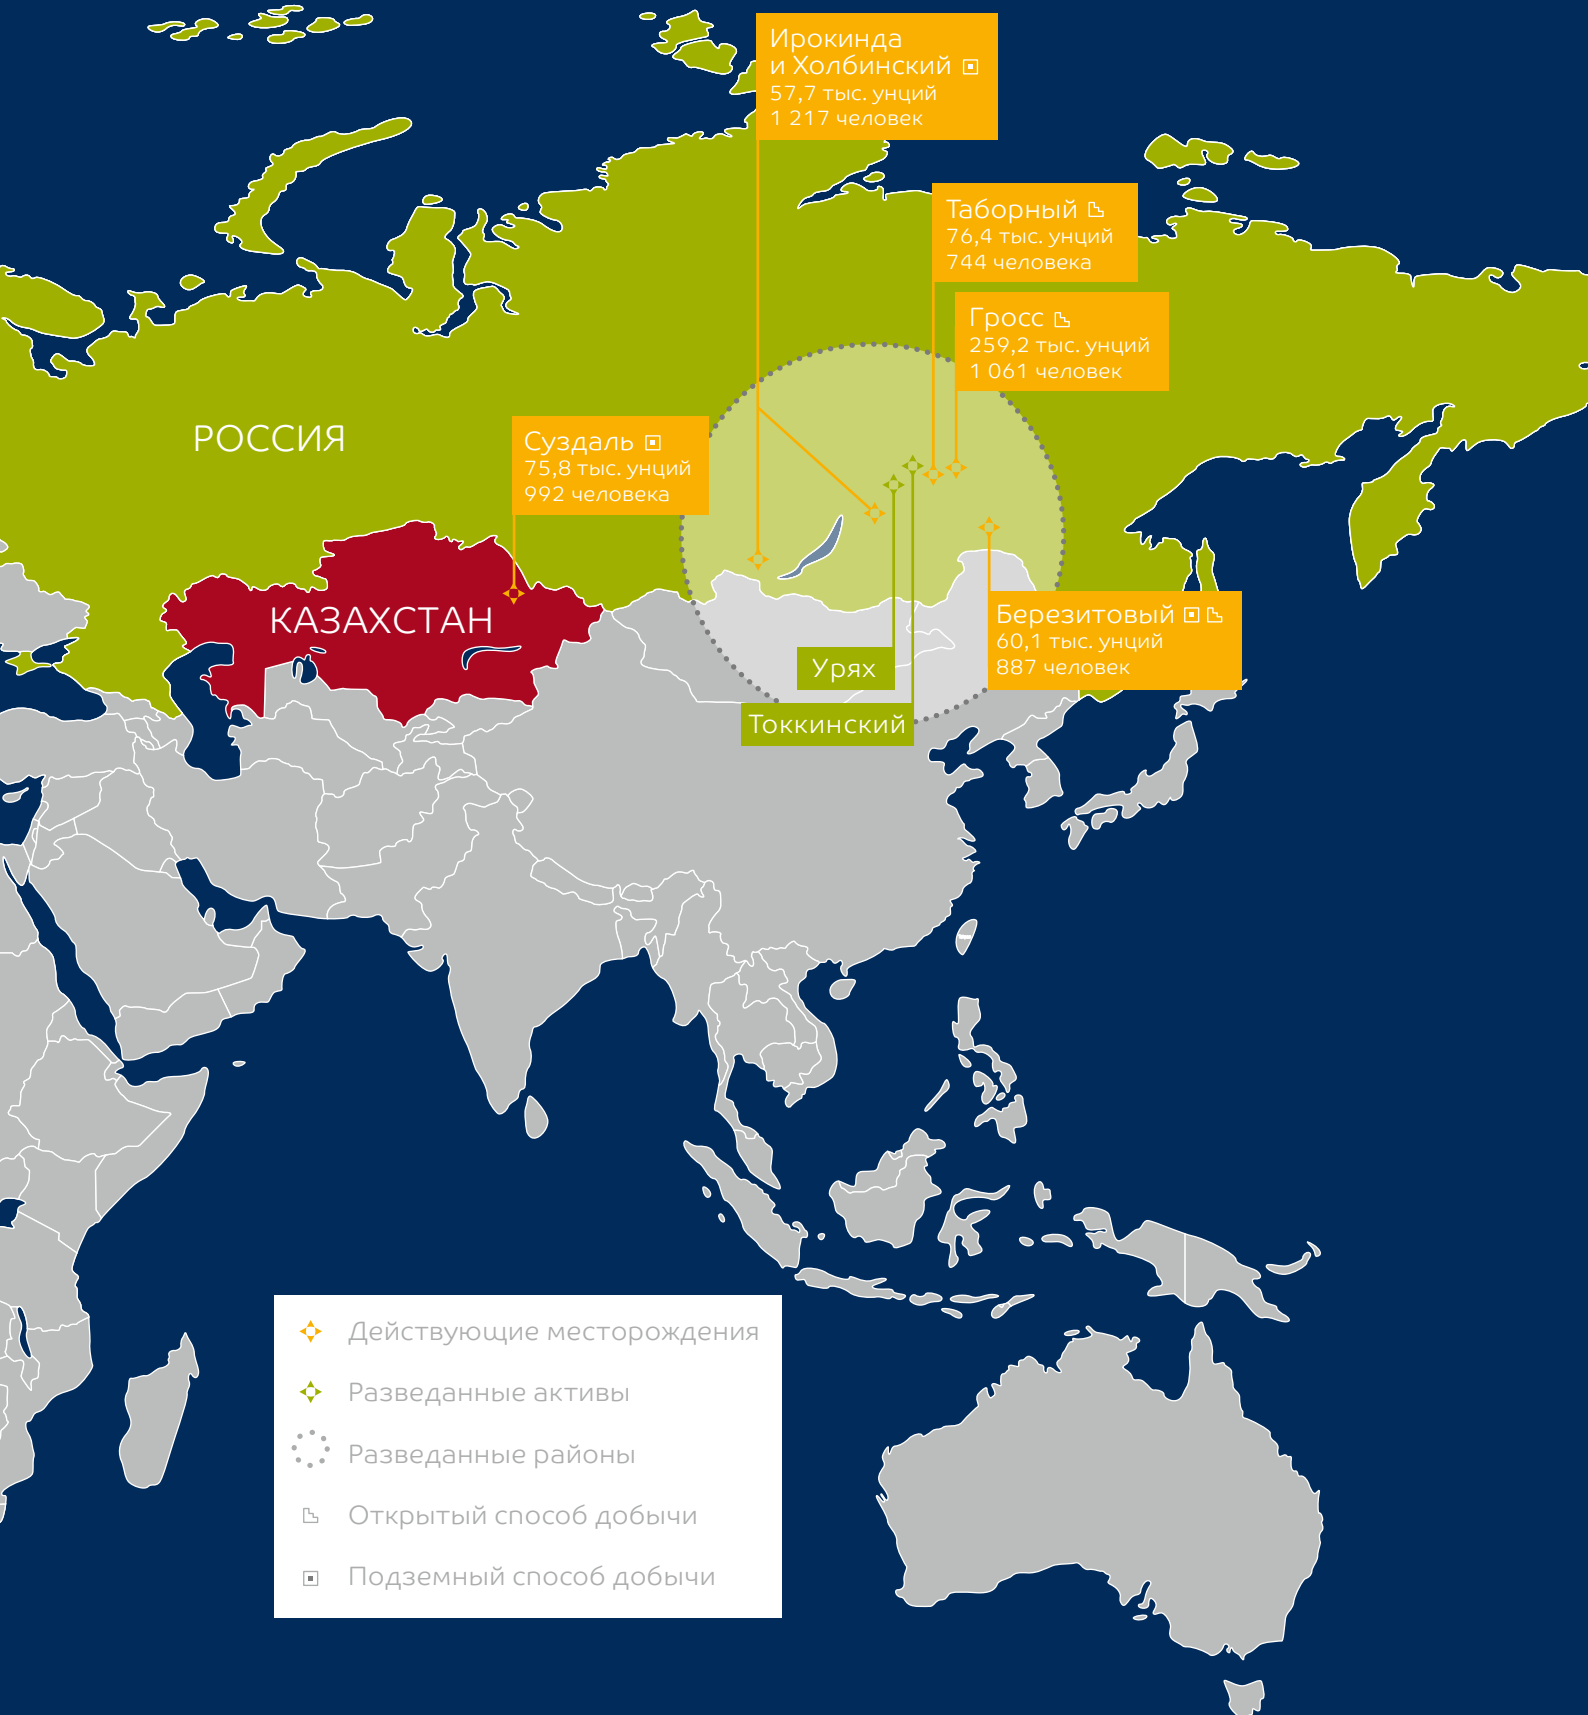 Ирокинда
и Холбинский
57,7 тыс. унций
1 217 человек
Таборный
76,4 тыс. унций
744 человека
Гросс
259,2 тыс. унций
1 061 человек
РОССИЯ
Суздаль
75,8 тыс. унций
992 человека
КАЗАХСТАН
Березитовый
60,1 тыс. унций
887 человек
Урях
Токкинский
Действующие месторождения
Разведанные активы
Разведанные районы
Открытый способ добычи
Подземный способ добычи